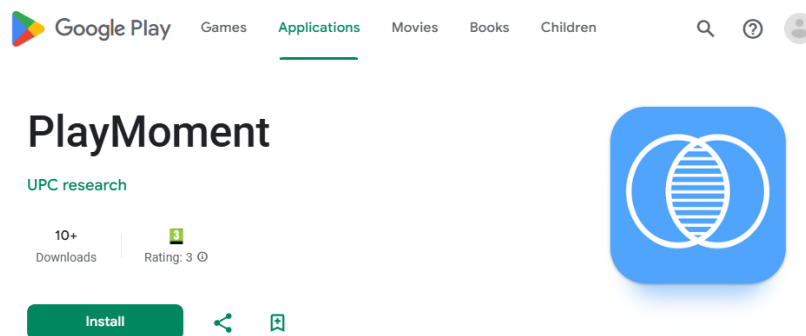 Google Play Games Applications Movies Books Children
PlayMoment
UPC research
10+
3
Downloads
Rating: 3
Install